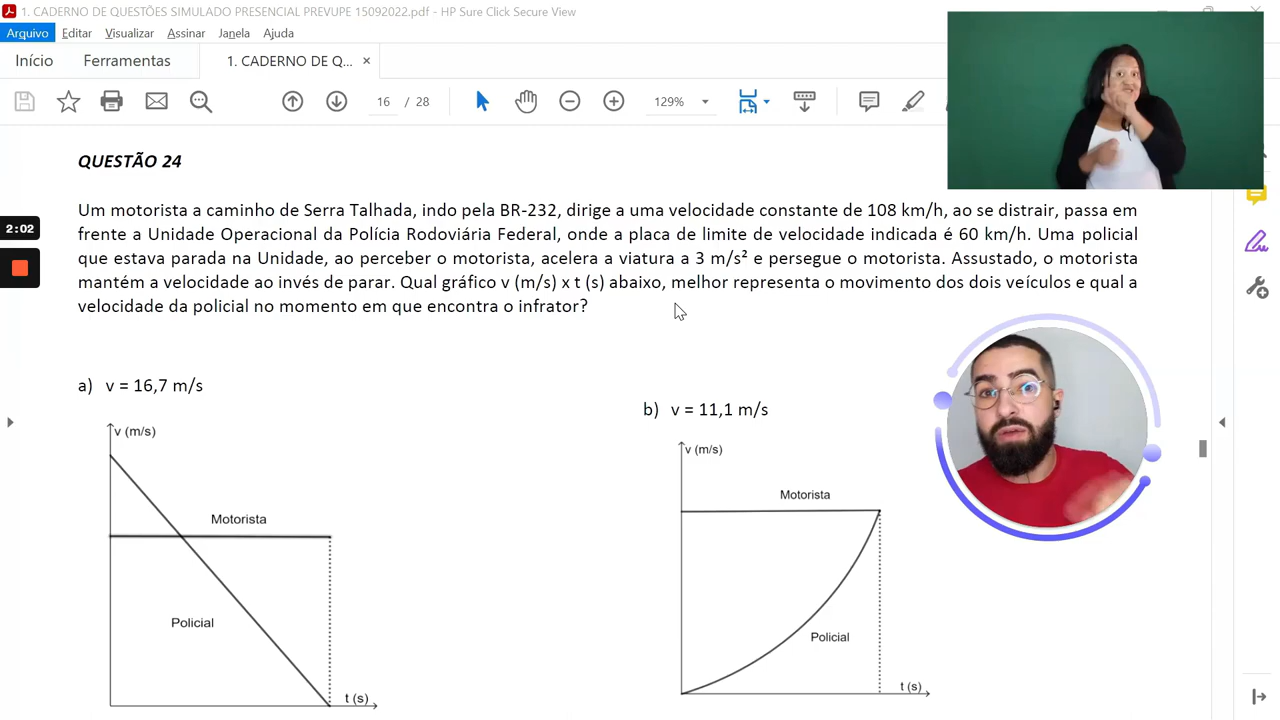 1. CADERNO DE QUESTÕES SIMULADO PRESENCIAL PREVUPE 15092022.pdf - HP Sure Click Secure View
Arquivo Editar Visualizar Assinar Janela Ajuda
Início Ferramentas 1. CADERNO DE Q... ×
16 / 28 129%
QUESTÃO 24
Um motorista a caminho de Serra Talhada, indo pela BR-232, dirige a uma velocidade constante de 108 km/h, ao se distrair, passa em
frente a Unidade Operacional da Polícia Rodoviária Federal, onde a placa de limite de velocidade indicada é 60 km/h. Uma policial
que estava parada na Unidade, ao perceber o motorista, acelera a viatura a 3 m/s² e persegue o motorista. Assustado, o motorista
mantém a velocidade ao invés de parar. Qual gráfico v (m/s) x t (s) abaixo, melhor representa o movimento dos dois veículos e qual a
velocidade da policial no momento em que encontra o infrator?
2:02
a) v = 16,7 m/s
v (m/s)
Motorista
Policial
t (s)
b) v = 11,1 m/s
v (m/s)
Motorista
Policial
t (s)